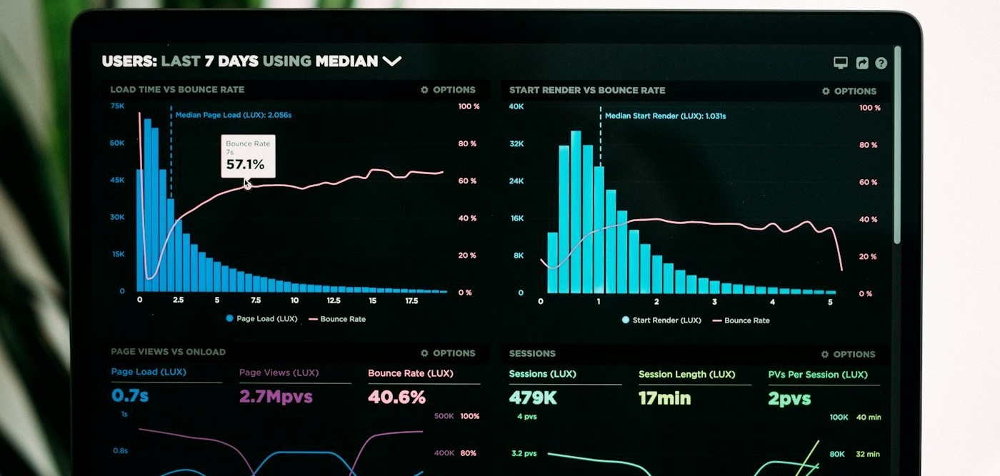 USERS: LAST 7 DAYS USING MEDIAN
LOAD TIME VS BOUNCE RATE
OPTIONS
75K
60K
45K
30K
15K
0
Median Page Load (LUX): 2.056s
Bounce Rate
7s
57.1%
100 %
80 %
60 %
40 %
20 %
0 %
0 2.5 5 7.5 10 12.5 15 17.5
Page Load (LUX) Bounce Rate
START RENDER VS BOUNCE RATE
OPTIONS
40K
32K
24K
16K
8K
0
Median Start Render (LUX): 1.031s
100 %
80 %
60 %
40 %
20 %
0 %
0 1 2 3 4 5
Start Render (LUX) Bounce Rate
PAGE VIEWS VS ONLOAD
OPTIONS
Page Load (LUX) Page Views (LUX) Bounce Rate (LUX)
0.7s 2.7Mpvs 40.6%
1s 500K 100%
0.8s 400K 80%
SESSIONS
OPTIONS
Sessions (LUX) Session Length (LUX) PVs Per Session (LUX)
479K 17min 2pvs
4 pvs 100K 40 min
3.2 pvs 80K 32 min